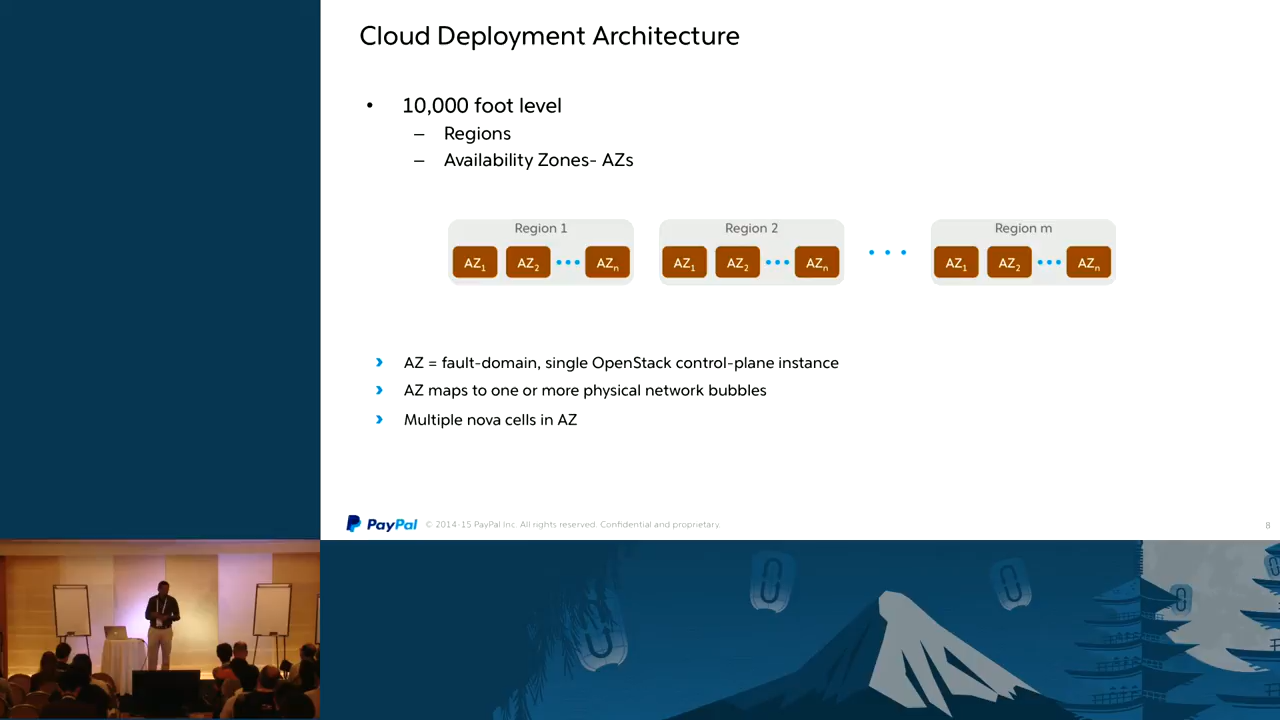 Cloud Deployment Architecture
• 10,000 foot level
– Regions
– Availability Zones- AZs
Region 1
AZ1 AZ2 ••• AZn
Region 2
AZ1 AZ2 ••• AZn
• • •
Region m
AZ1 AZ2 ••• AZn
› AZ = fault-domain, single OpenStack control-plane instance
› AZ maps to one or more physical network bubbles
› Multiple nova cells in AZ
PayPal © 2014-15 PayPal Inc. All rights reserved. Confidential and proprietary. 8